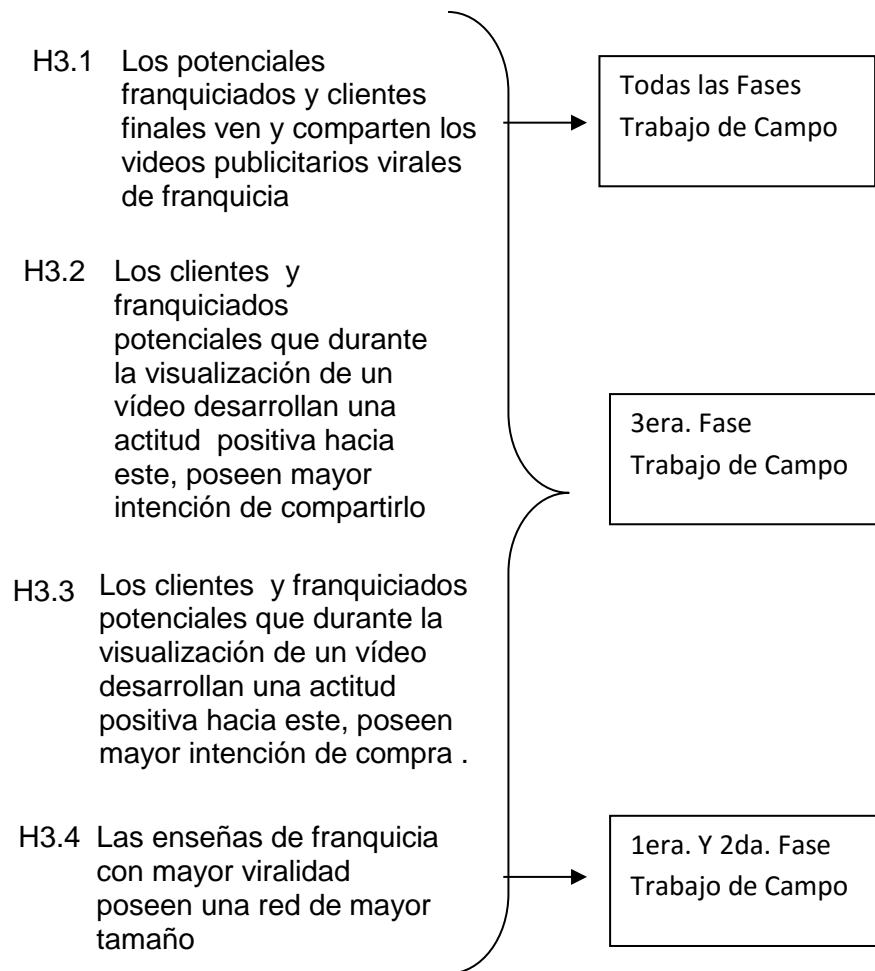 H3.1 Los potenciales
franquiciados y clientes
finales ven y comparten los
videos publicitarios virales
de franquicia
Todas las Fases
Trabajo de Campo
H3.2 Los clientes y
franquiciados
potenciales que durante
la visualización de un
vídeo desarrollan una
actitud positiva hacia
este, poseen mayor
intención de compartirlo
3era. Fase
Trabajo de Campo
H3.3 Los clientes y franquiciados
potenciales que durante la
visualización de un vídeo
desarrollan una actitud
positiva hacia este, poseen
mayor intención de compra .
H3.4 Las enseñas de franquicia
con mayor viralidad
poseen una red de mayor
tamaño
1era. Y 2da. Fase
Trabajo de Campo